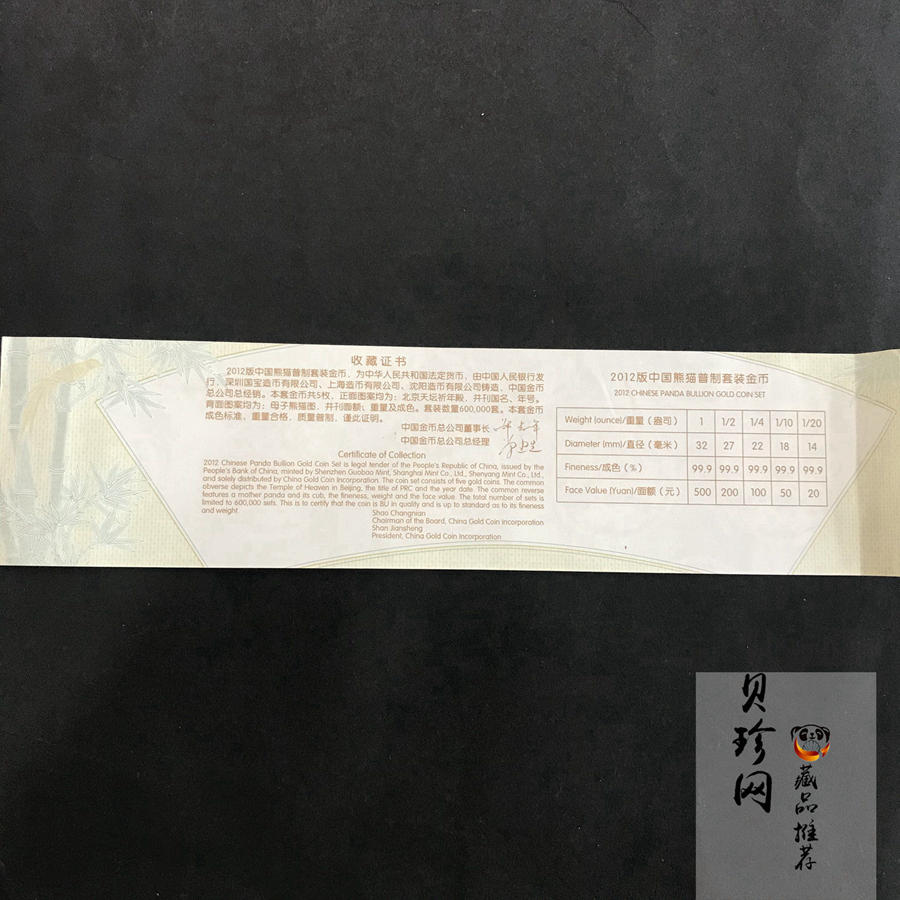 收藏证书
2012版中国熊猫普制套装金币，为中华人民共和国法定货币，由中国人民银行发
行，深圳国宝造币有限公司、上海造币有限公司、沈阳造币有限公司铸造，中国金币
总公司总经销。本套金币共5枚，正面图案均为：北京天坛祈年殿，并刊国名、年号。
背面图案均为：母子熊猫图，并刊面额、重量及成色。套装数量600,000套。本套金币
成色标准，重量合格，质量普制，谨此证明。
中国金币总公司董事长
中国金币总公司总经理
Certificate of Collection
2012 Chinese Panda Bullion Gold Coin Set is legal tender of the People's Republic of China, issued by the
People's Bank of China, minted by Shenzhen Guobao Mint, Shanghai Mint Co., Ltd., Shenyang Mint Co., Ltd.,
and solely distributed by China Gold Coin Incorporation. The coin set consists of five gold coins. The common
obverse depicts the Temple of Heaven in Beijing, the title of PRC and the year date. The common reverse
features a mother panda and its cub, the fineness, weight and the face value. The total number of sets is
limited to 600,000 sets. This is to certify that the coin is BU in quality and is up to standard as to its fineness
and weight
Shao Changnian
Chairman of the Board, China Gold Coin Incorporation
Shan Jiansheng
President, China Gold Coin Incorporation
2012版中国熊猫普制套装金币
2012 CHINESE PANDA BULLION GOLD COIN SET
Weight (ounce)/重量（盎司） 1 1/2 1/4 1/10 1/20
Diameter (mm)/直径（毫米） 32 27 22 18 14
Fineness/成色（%） 99.9 99.9 99.9 99.9 99.9
Face Value (Yuan)/面额（元） 500 200 100 50 20
贝珍网
藏品推荐